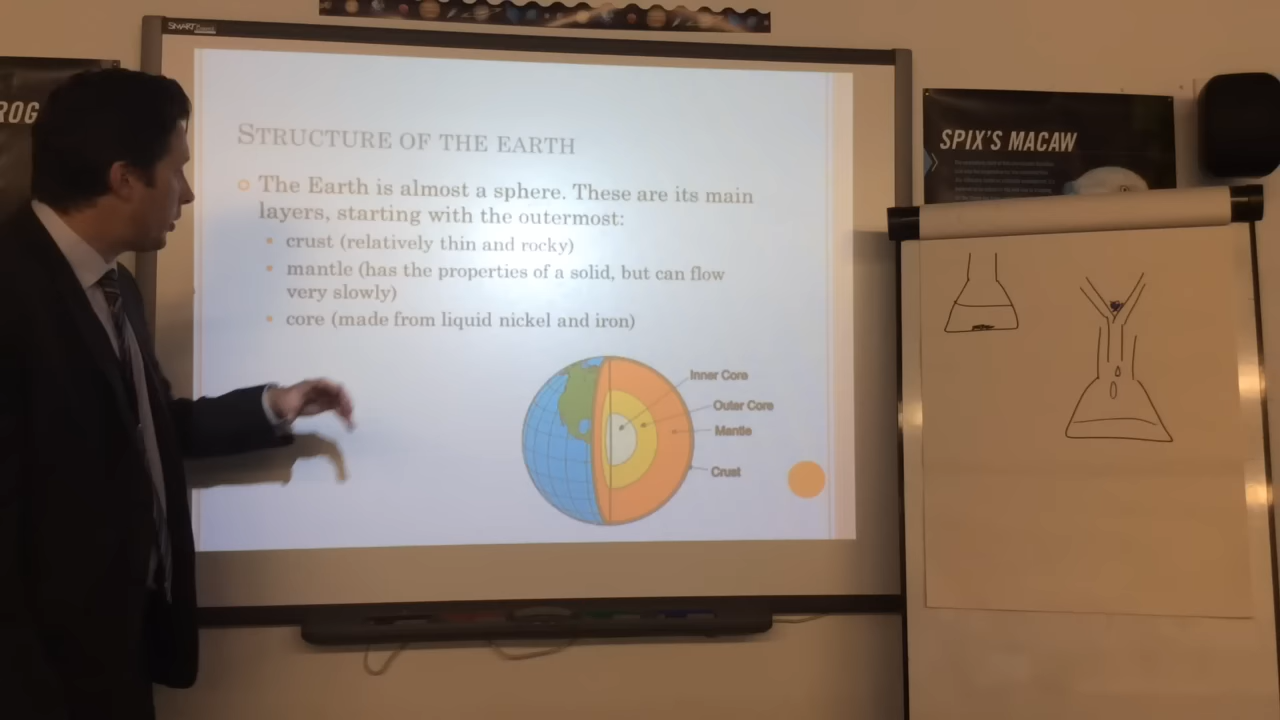 SMART
ROG
STRUCTURE OF THE EARTH
The Earth is almost a sphere. These are its main
layers, starting with the outermost:
crust (relatively thin and rocky)
mantle (has the properties of a solid, but can flow
very slowly)
core (made from liquid nickel and iron)
Inner Core
Outer Core
Mantle
Crust
SPIX'S MACAW